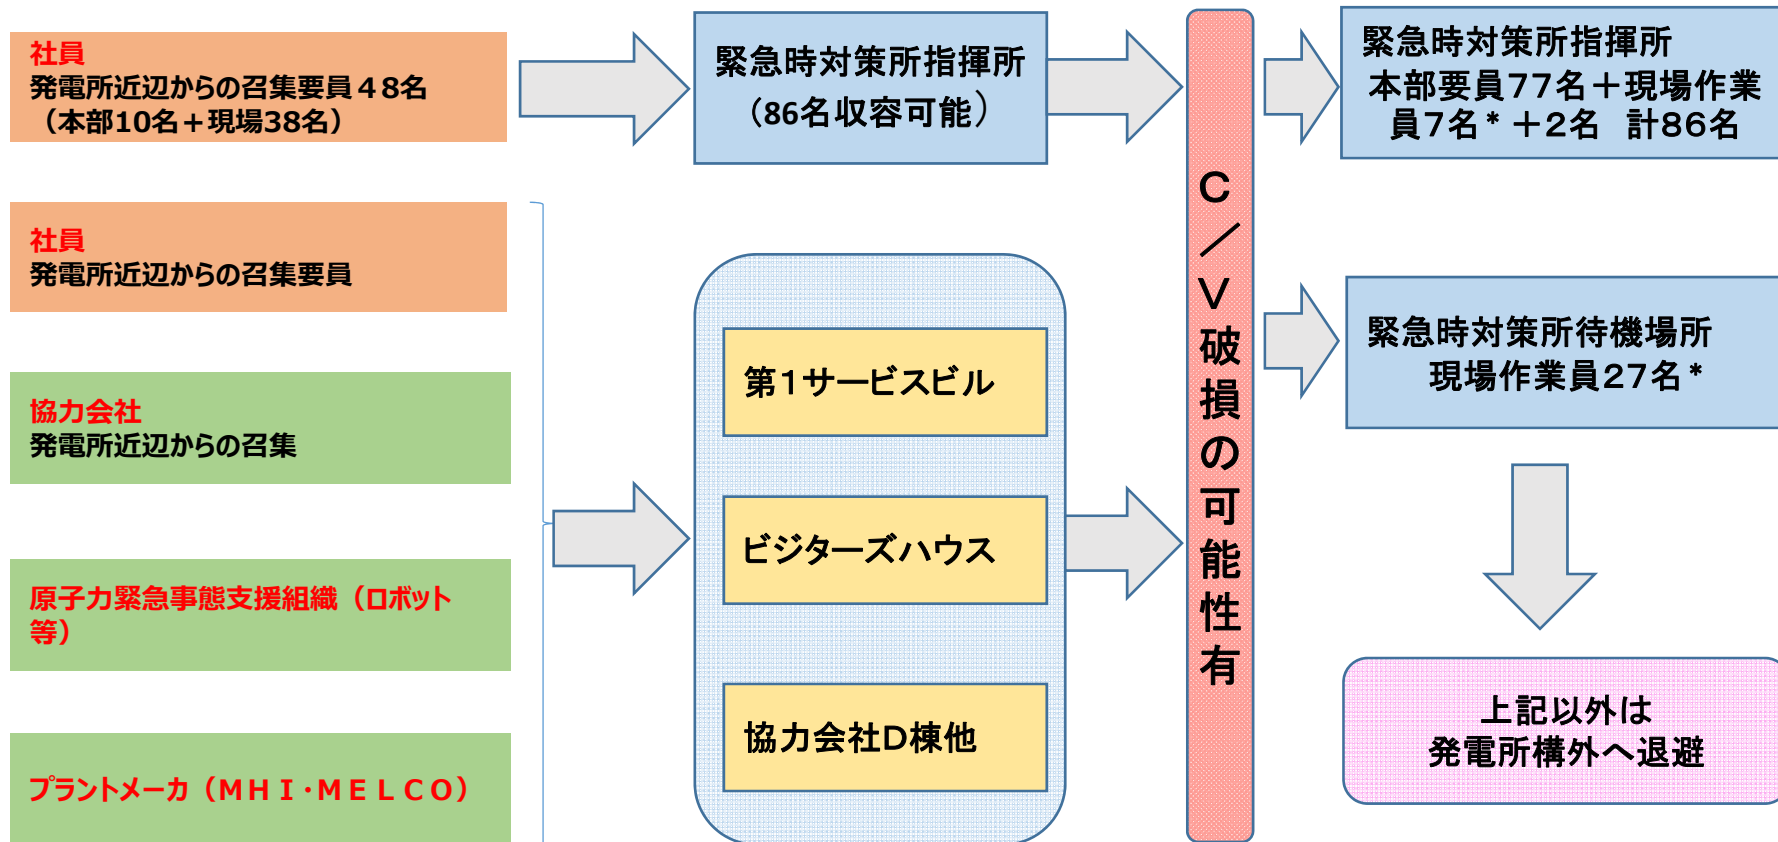 社員
発電所近辺からの召集要員４８名
（本部10名＋現場38名）
緊急時対策所指揮所
（86名収容可能）
緊急時対策所指揮所
本部要員77名＋現場作業
員7名*＋2名 計86名
社員
発電所近辺からの召集要員
協力会社
発電所近辺からの召集
原子力緊急事態支援組織（ロボット
等）
プラントメーカ（ＭＨＩ・ＭＥＬＣＯ）
第１サービスビル
ビジターズハウス
協力会社Ｄ棟他
Ｃ／Ｖ破損の可能性有
緊急時対策所待機場所
現場作業員27名*
上記以外は
発電所構外へ退避